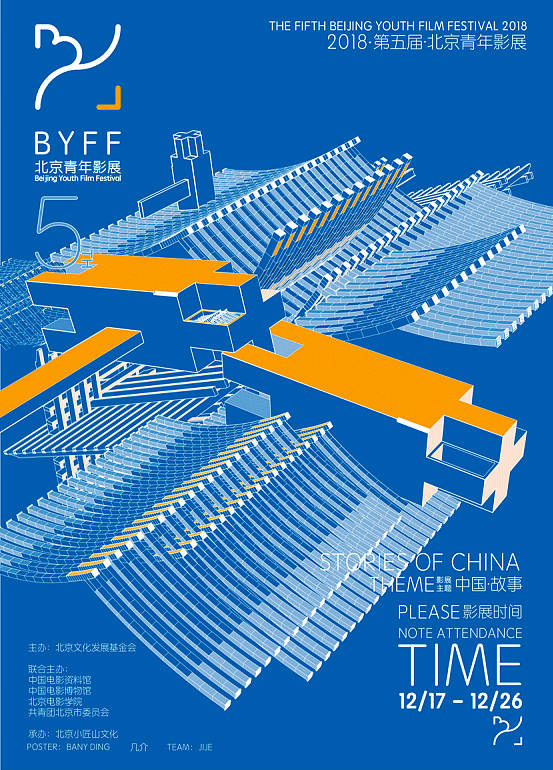 THE FIFTH BEIJING YOUTH FILM FESTIVAL 2018
2018·第五届·北京青年影展
BYFF
北京青年影展
Beijing Youth Film Festival
5
STORIES OF CHINA
THEME 影展主题 中国·故事
PLEASE 影展时间
NOTE ATTENDANCE
TIME
12/17 – 12/26
主办：北京文化发展基金会
联合主办：
中国电影资料馆
中国电影博物馆
北京电影学院
共青团北京市委员会
承办：北京小匠山文化
POSTER: BANY DING 几介 TEAM: JIJE